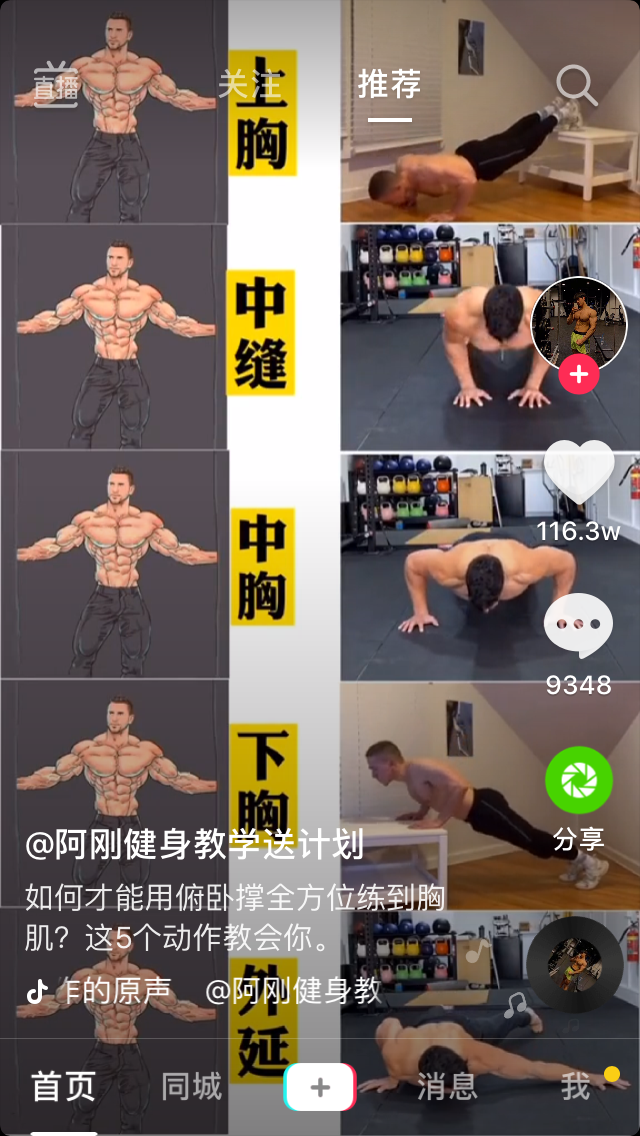 直播
关注
推荐
上胸
中缝
116.3w
中胸
9348
下胸
分享
@阿刚健身教学送计划
如何才能用俯卧撑全方位练到胸
肌？这5个动作教会你。
的原声 @阿刚健身教
外延
首页
同城
消息
我